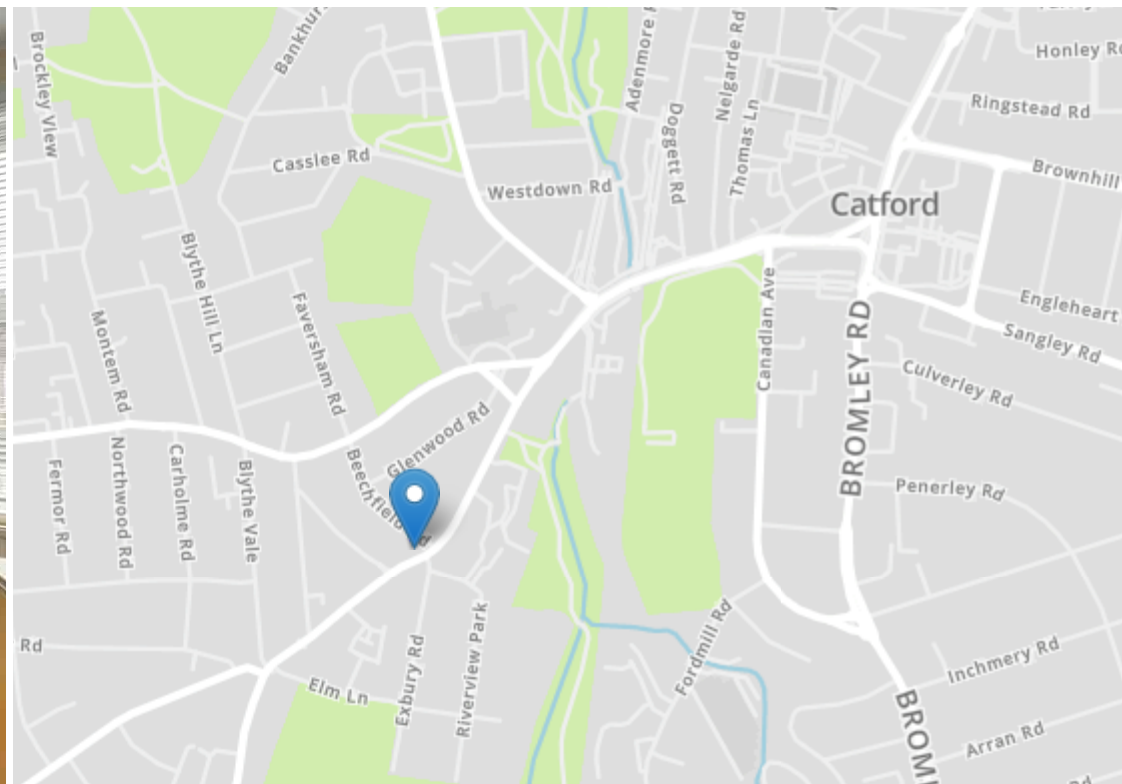 Brockley View
Bankhurs
Adenmore R
Nelgarde Rd
Honley Rd
Doggett Rd
Thomas Ln
Ringstead Rd
Casslee Rd
Westdown Rd
Brownhill
Catford
Blythe Hill Ln
Faversham Rd
Montem Rd
Canadian Ave
Engleheart
Sangley Rd
BROMLEY RD
Culverley Rd
Glenwood Rd
Beechfield Rd
Fermor Rd
Northwood Rd
Carholme Rd
Blythe Vale
Penerley Rd
Rd
Exbury Rd
Riverview Park
Fordmill Rd
Elm Ln
Inchmery Rd
BROML
Arran Rd
Rd